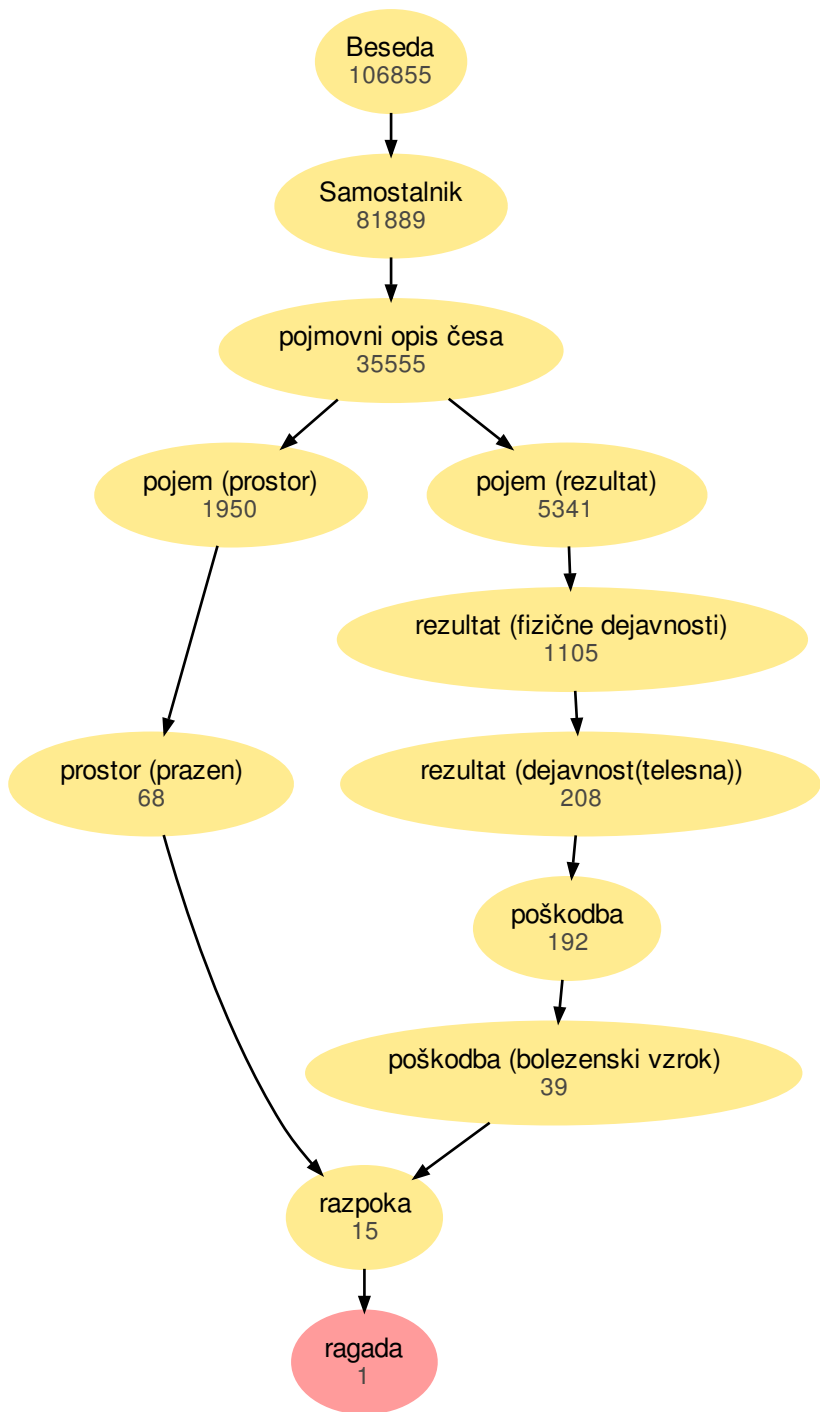 Beseda
106855
Samostalnik
81889
pojmovni opis česa
35555
pojem (prostor)
1950
pojem (rezultat)
5341
rezultat (fizične dejavnosti)
1105
prostor (prazen)
68
rezultat (dejavnost(telesna))
208
poškodba
192
poškodba (bolezenski vzrok)
39
razpoka
15
ragada
1